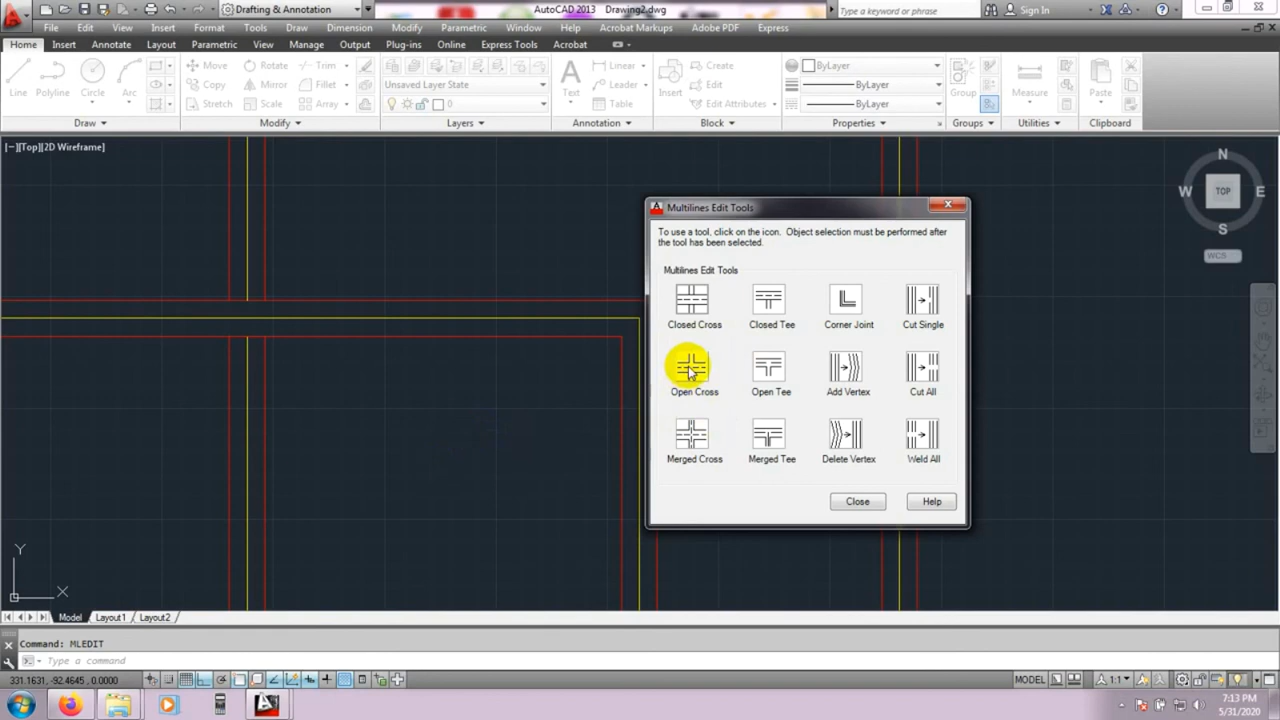 Drafting & Annotation
AutoCAD 2013 Drawing2.dwg
Type a keyword or phrase
Sign In
File Edit View Insert Format Tools Draw Dimension Modify Parametric Window Help Acrobat Markups Adobe PDF Express
Home Insert Annotate Layout Parametric View Manage Output Plug-ins Online Express Tools Acrobat
Line Polyline Circle Arc
Move Rotate Trim
Copy Mirror Fillet
Stretch Scale Array
Unsaved Layer State
0
Text
Linear
Leader
Table
Insert
Create
Edit
Edit Attributes
ByLayer
ByLayer
ByLayer
Group
Measure
Paste
Draw Modify Layers Annotation Block Properties Groups Utilities Clipboard
[−][Top][2D Wireframe]
N
W TOP E
S
WCS
Multilines Edit Tools
To use a tool, click on the icon. Object selection must be performed after
the tool has been selected.
Multilines Edit Tools
Closed Cross Closed Tee Corner Joint Cut Single
Open Cross Open Tee Add Vertex Cut All
Merged Cross Merged Tee Delete Vertex Weld All
Close Help
Y
X
Model Layout1 Layout2
Command: MLEDIT
Type a command
331.1631, -92.4645, 0.0000
MODEL
1:1
7:13 PM
5/31/2020